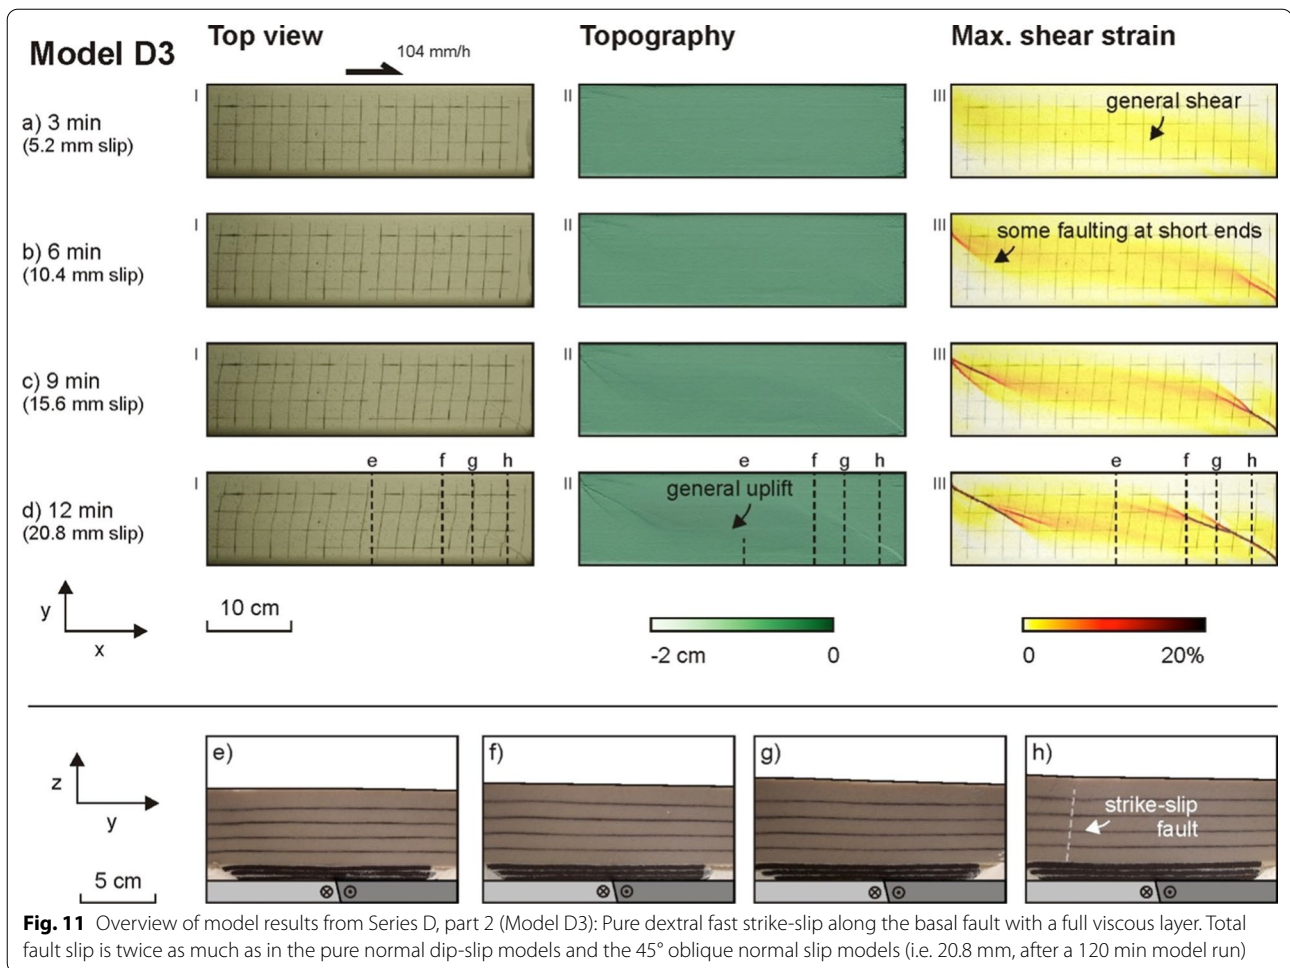 Model D3
Top view
104 mm/h
Topography
Max. shear strain
a) 3 min
(5.2 mm slip)
I
II
III
general shear
b) 6 min
(10.4 mm slip)
I
II
III
some faulting at short ends
c) 9 min
(15.6 mm slip)
I
II
III
e f g h
e f g h
e f g h
d) 12 min
(20.8 mm slip)
I
II
general uplift
III
y
x
10 cm
-2 cm 0
0 20%
z
y
5 cm
e)
f)
g)
h)
strike-slip
fault
Fig. 11 Overview of model results from Series D, part 2 (Model D3): Pure dextral fast strike-slip along the basal fault with a full viscous layer. Total
fault slip is twice as much as in the pure normal dip-slip models and the 45° oblique normal slip models (i.e. 20.8 mm, after a 120 min model run)